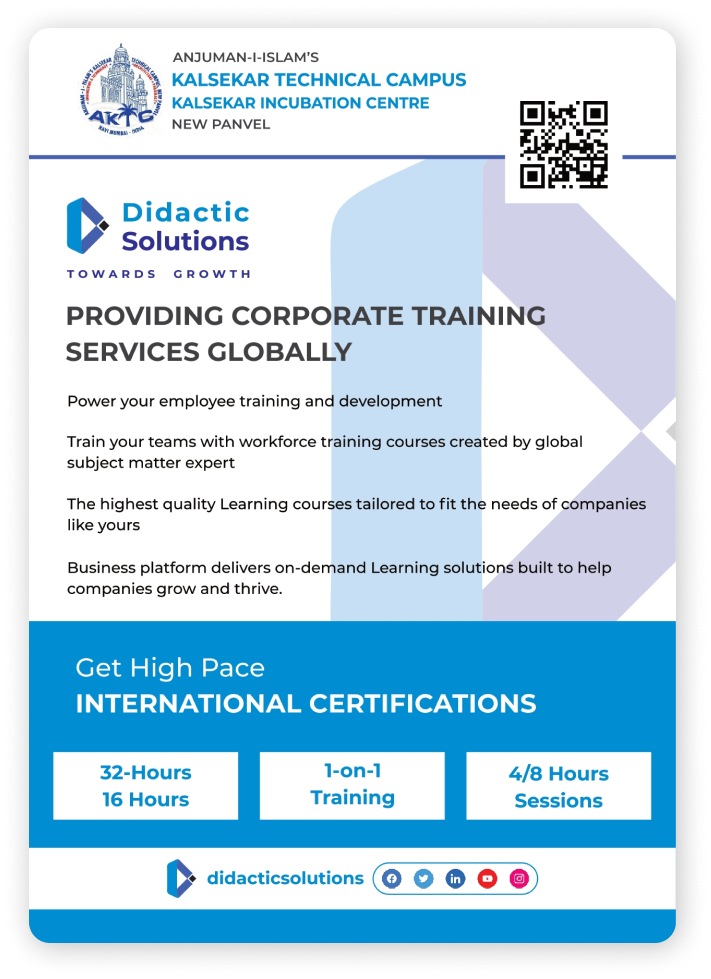 ANJUMAN-I-ISLAM'S
KALSEKAR TECHNICAL CAMPUS
KALSEKAR INCUBATION CENTRE
NEW PANVEL
AKTC
NAVI MUMBAI - INDIA
Didactic
Solutions
TOWARDS GROWTH
PROVIDING CORPORATE TRAINING
SERVICES GLOBALLY
Power your employee training and development
Train your teams with workforce training courses created by global
subject matter expert
The highest quality Learning courses tailored to fit the needs of companies
like yours
Business platform delivers on-demand Learning solutions built to help
companies grow and thrive.
Get High Pace
INTERNATIONAL CERTIFICATIONS
32-Hours
16 Hours
1-on-1
Training
4/8 Hours
Sessions
didacticsolutions